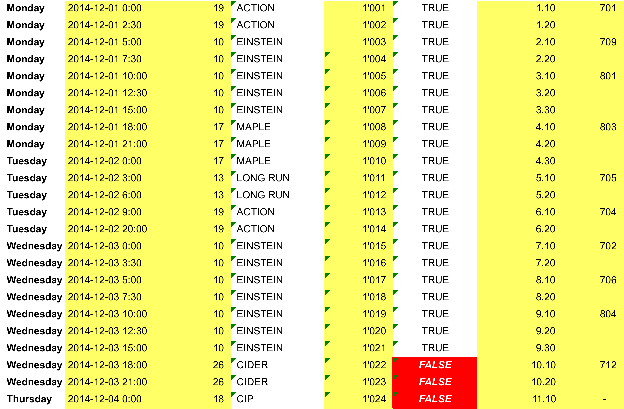 Monday 2014-12-01 0:00 19 ACTION 1'001 TRUE 1.10 701
Monday 2014-12-01 2:30 19 ACTION 1'002 TRUE 1.20
Monday 2014-12-01 5:00 10 EINSTEIN 1'003 TRUE 2.10 709
Monday 2014-12-01 7:30 10 EINSTEIN 1'004 TRUE 2.20
Monday 2014-12-01 10:00 10 EINSTEIN 1'005 TRUE 3.10 801
Monday 2014-12-01 12:30 10 EINSTEIN 1'006 TRUE 3.20
Monday 2014-12-01 15:00 10 EINSTEIN 1'007 TRUE 3.30
Monday 2014-12-01 18:00 17 MAPLE 1'008 TRUE 4.10 803
Monday 2014-12-01 21:00 17 MAPLE 1'009 TRUE 4.20
Tuesday 2014-12-02 0:00 17 MAPLE 1'010 TRUE 4.30
Tuesday 2014-12-02 3:00 13 LONG RUN 1'011 TRUE 5.10 705
Tuesday 2014-12-02 6:00 13 LONG RUN 1'012 TRUE 5.20
Tuesday 2014-12-02 9:00 19 ACTION 1'013 TRUE 6.10 704
Tuesday 2014-12-02 20:00 19 ACTION 1'014 TRUE 6.20
Wednesday 2014-12-03 0:00 10 EINSTEIN 1'015 TRUE 7.10 702
Wednesday 2014-12-03 3:30 10 EINSTEIN 1'016 TRUE 7.20
Wednesday 2014-12-03 5:00 10 EINSTEIN 1'017 TRUE 8.10 706
Wednesday 2014-12-03 7:30 10 EINSTEIN 1'018 TRUE 8.20
Wednesday 2014-12-03 10:00 10 EINSTEIN 1'019 TRUE 9.10 804
Wednesday 2014-12-03 12:30 10 EINSTEIN 1'020 TRUE 9.20
Wednesday 2014-12-03 15:00 10 EINSTEIN 1'021 TRUE 9.30
Wednesday 2014-12-03 18:00 26 CIDER 1'022 FALSE 10.10 712
Wednesday 2014-12-03 21:00 26 CIDER 1'023 FALSE 10.20
Thursday 2014-12-04 0:00 18 CIP 1'024 FALSE 11.10 -